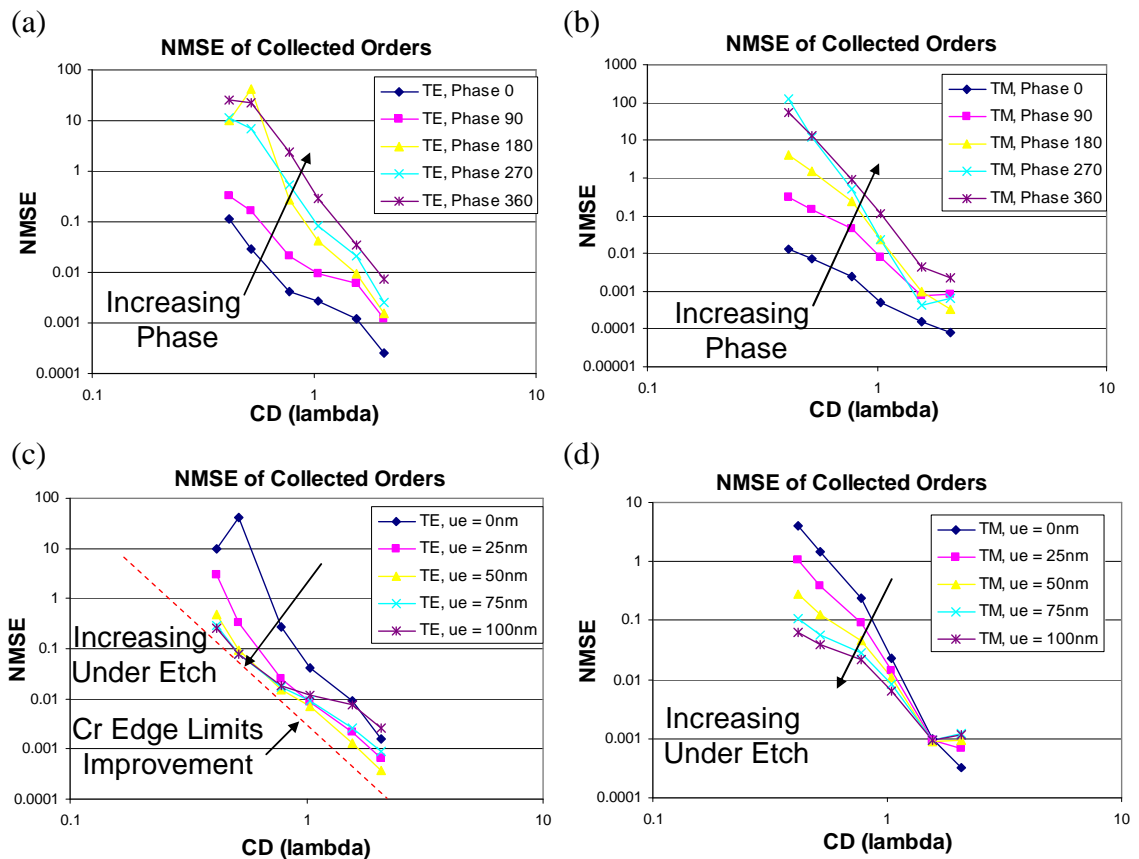 (a)
NMSE of Collected Orders
100
10
1
0.1
0.01
0.001
0.0001
NMSE
0.1
1
10
CD (lambda)
TE, Phase 0
TE, Phase 90
TE, Phase 180
TE, Phase 270
TE, Phase 360
Increasing
Phase
(b)
NMSE of Collected Orders
1000
100
10
1
0.1
0.01
0.001
0.0001
0.00001
NMSE
0.1
1
10
CD (lambda)
TM, Phase 0
TM, Phase 90
TM, Phase 180
TM, Phase 270
TM, Phase 360
Increasing
Phase
(c)
NMSE of Collected Orders
100
10
1
0.1
0.01
0.001
0.0001
NMSE
0.1
1
10
CD (lambda)
TE, ue = 0nm
TE, ue = 25nm
TE, ue = 50nm
TE, ue = 75nm
TE, ue = 100nm
Increasing
Under Etch
Cr Edge Limits
Improvement
(d)
NMSE of Collected Orders
10
1
0.1
0.01
0.001
0.0001
NMSE
0.1
1
10
CD (lambda)
TM, ue = 0nm
TM, ue = 25nm
TM, ue = 50nm
TM, ue = 75nm
TM, ue = 100nm
Increasing
Under Etch